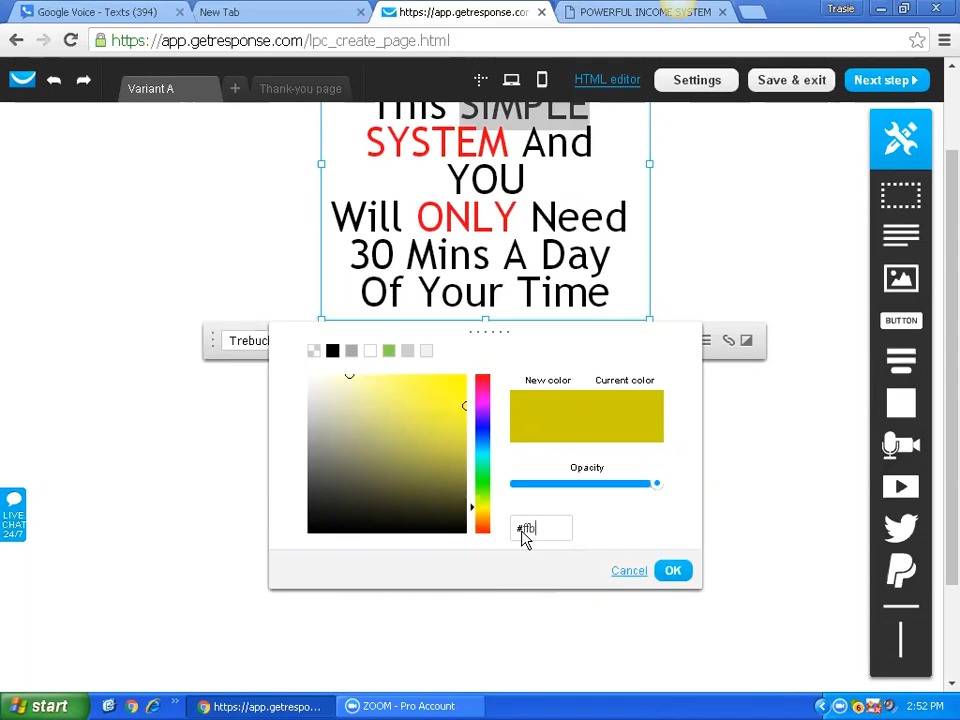 Google Voice - Texts (394)
New Tab
https://app.getresponse.cor
POWERFUL INCOME SYSTEM
Trasie
https://app.getresponse.com/lpc_create_page.html
Variant A
+
Thank-you page
HTML editor
Settings
Save & exit
Next step
This SIMPLE
SYSTEM And
YOU
Will ONLY Need
30 Mins A Day
Of Your Time
BUTTON
Trebuc
New color
Current color
Opacity
#ffb
Cancel
OK
LIVE
CHAT
24/7
start
https://app.getrespo...
ZOOM - Pro Account
2:52 PM